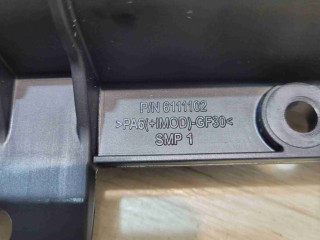 P/N 6111102
>PA6(+IMOD)-GF30<
SMP 1